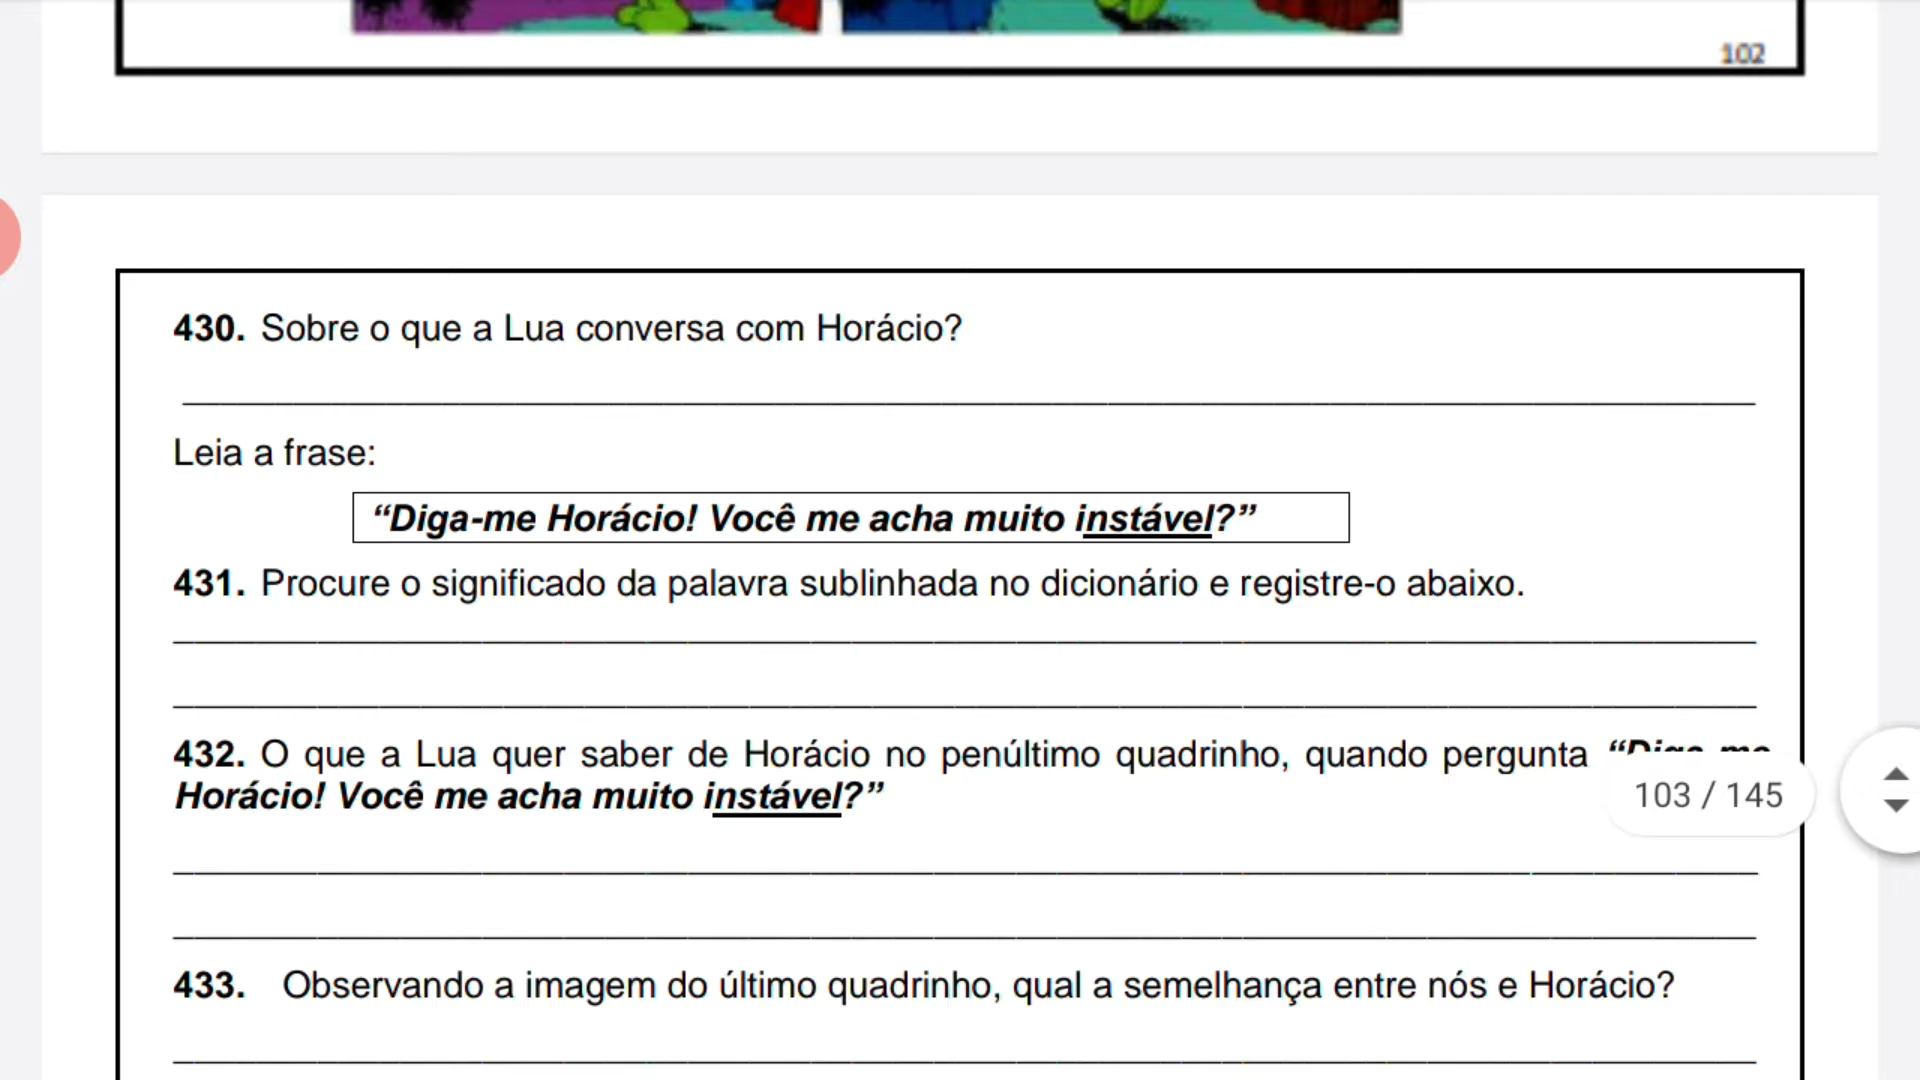 102
430. Sobre o que a Lua conversa com Horácio?
Leia a frase:
“Diga-me Horácio! Você me acha muito instável?”
431. Procure o significado da palavra sublinhada no dicionário e registre-o abaixo.
432. O que a Lua quer saber de Horácio no penúltimo quadrinho, quando pergunta “Diga-me
Horácio! Você me acha muito instável?”
103 / 145
433. Observando a imagem do último quadrinho, qual a semelhança entre nós e Horácio?